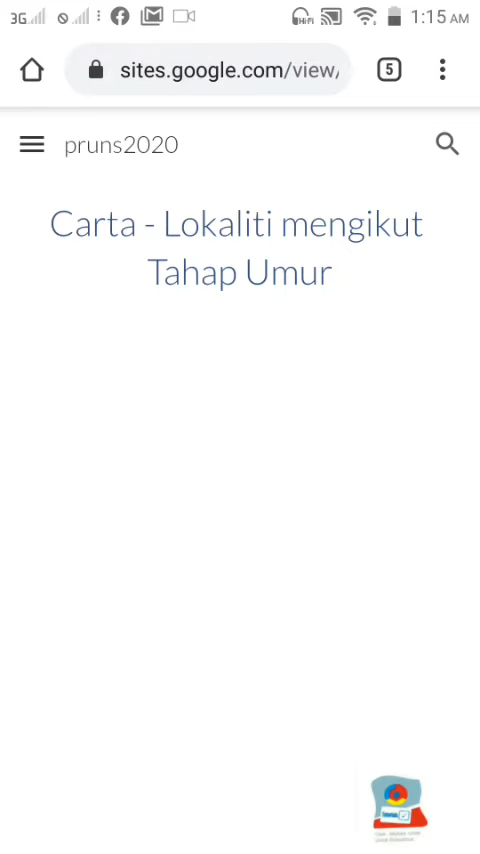 3G 1:15 AM
sites.google.com/view/ 5
pruns2020
Carta - Lokaliti mengikut
Tahap Umur